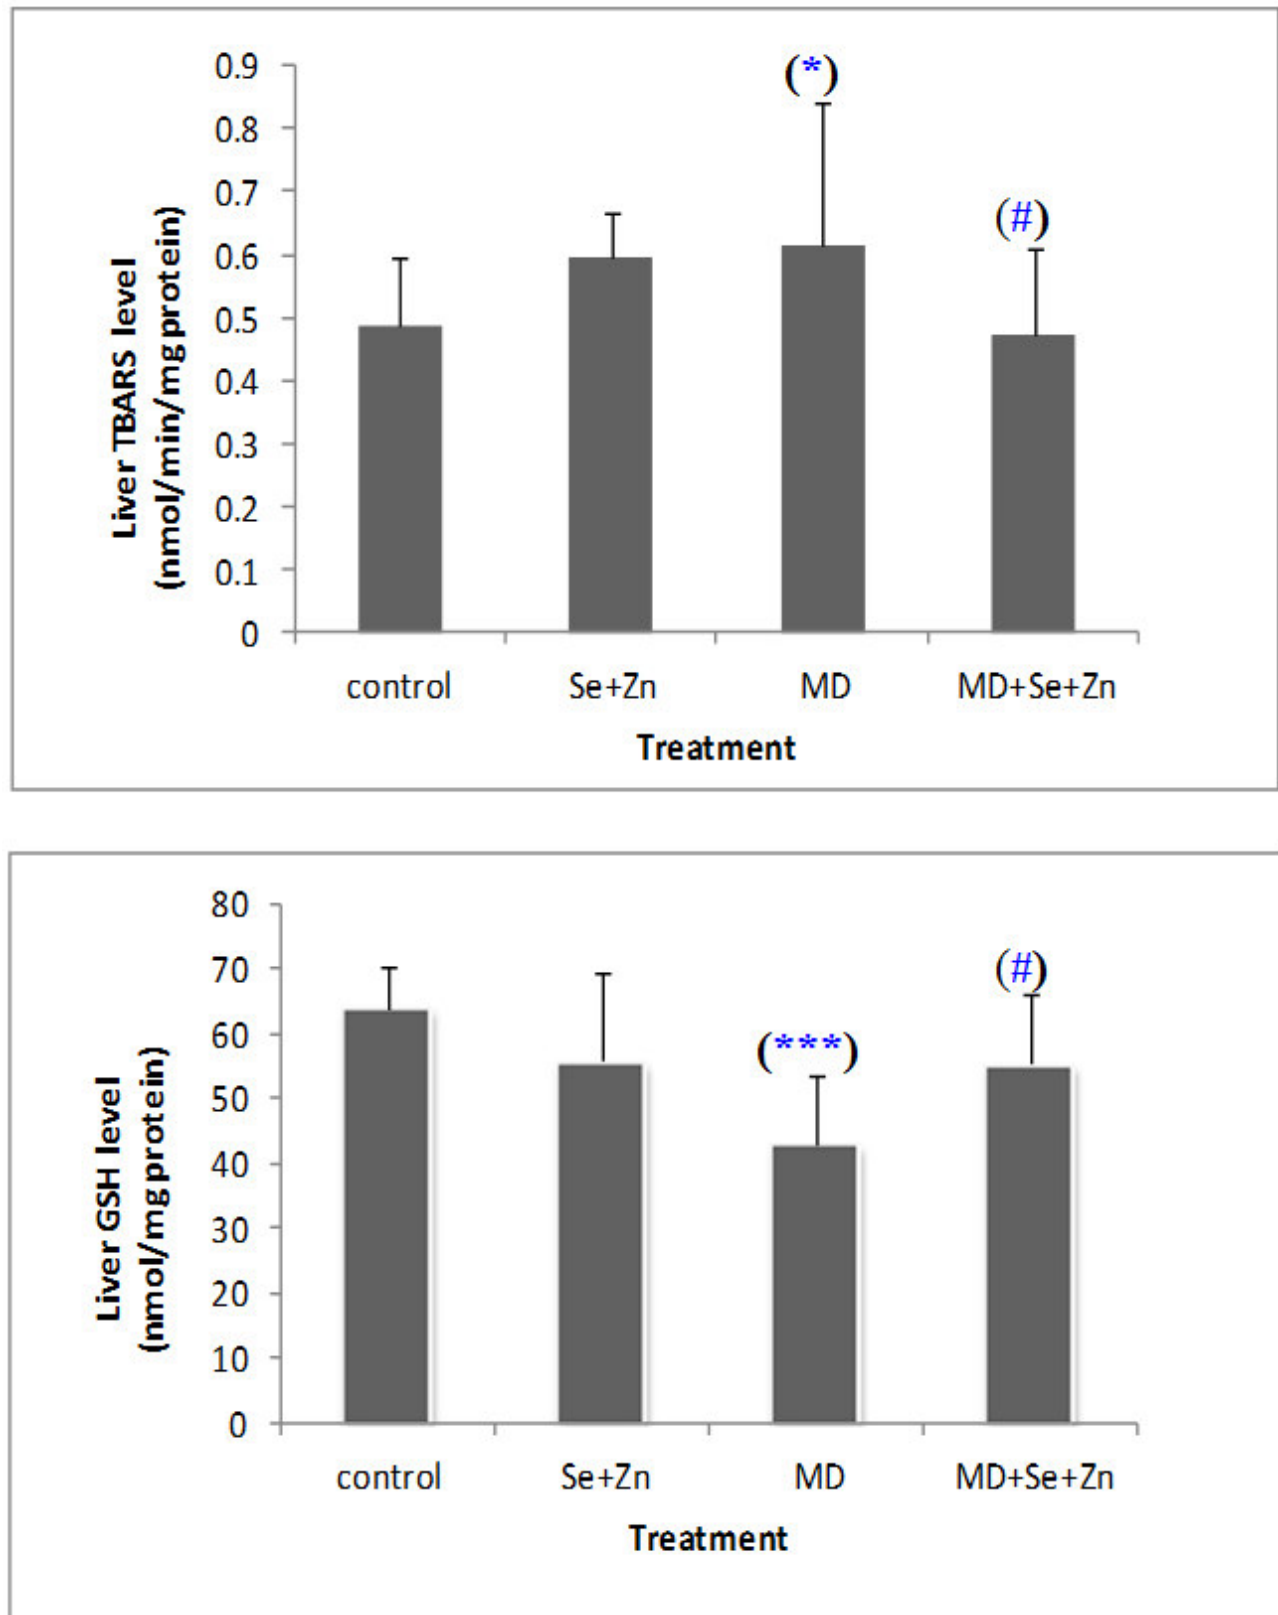 0.9
0.8
0.7
0.6
0.5
0.4
0.3
0.2
0.1
0
Liver TBARS level
(nmol/min/mg protein)
(*)
(#)
control Se+Zn MD MD+Se+Zn
Treatment
80
70
60
50
40
30
20
10
0
Liver GSH level
(nmol/mg protein)
(***)
(#)
control Se+Zn MD MD+Se+Zn
Treatment